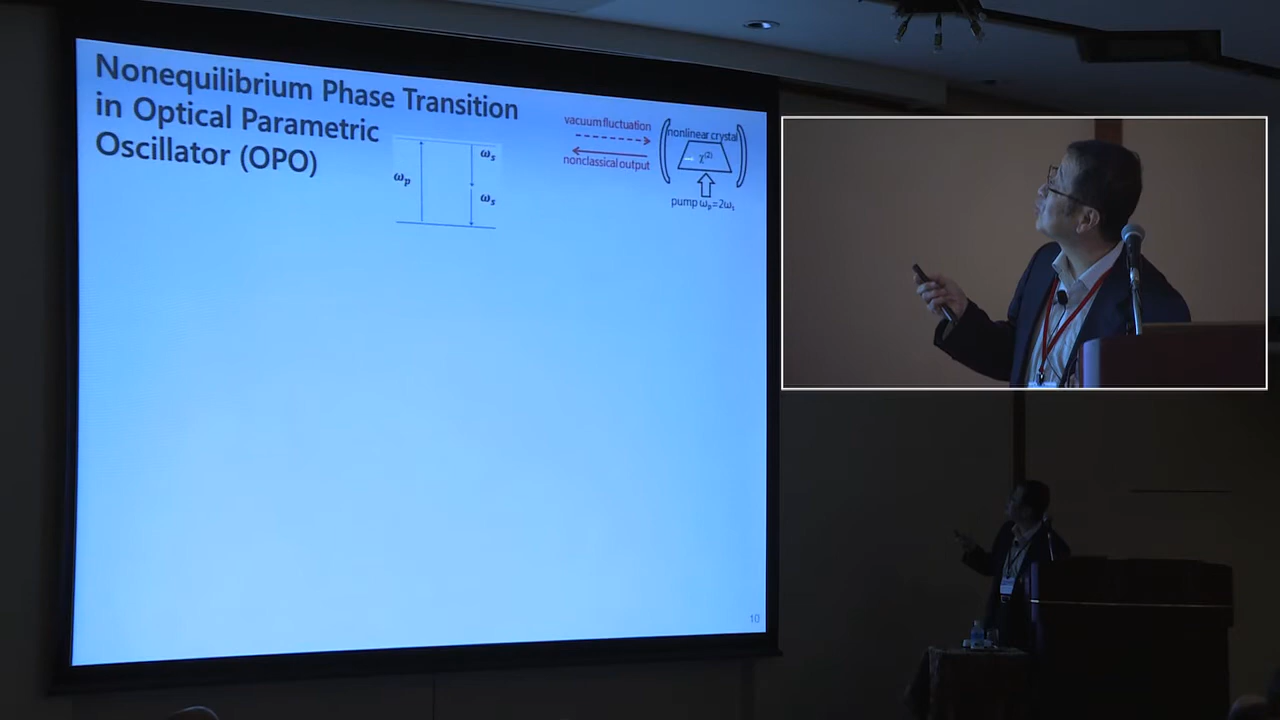 Nonequilibrium Phase Transition
in Optical Parametric
Oscillator (OPO)
ωp
ωs
ωs
vacuum fluctuation
nonclassical output
nonlinear crystal
χ(2)
pump ωp=2ωs
10